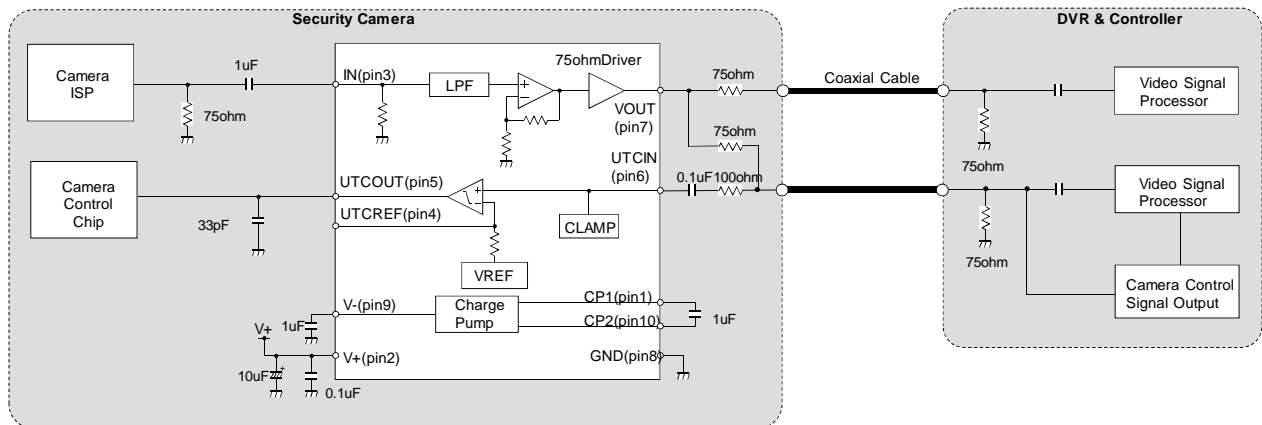 Security Camera
DVR & Controller
Camera
ISP
1uF
75ohm
IN(pin3)
LPF
75ohmDriver
VOUT
(pin7)
75ohm
75ohm
Coaxial Cable
75ohm
Video Signal
Processor
Camera
Control
Chip
33pF
UTCOUT(pin5)
UTCREF(pin4)
VREF
CLAMP
UTCIN
(pin6)
0.1uF
100ohm
75ohm
Video Signal
Processor
Camera Control
Signal Output
V-(pin9)
1uF
Charge
Pump
CP1(pin1)
CP2(pin10)
1uF
V+
V+(pin2)
10uF
+
0.1uF
GND(pin8)